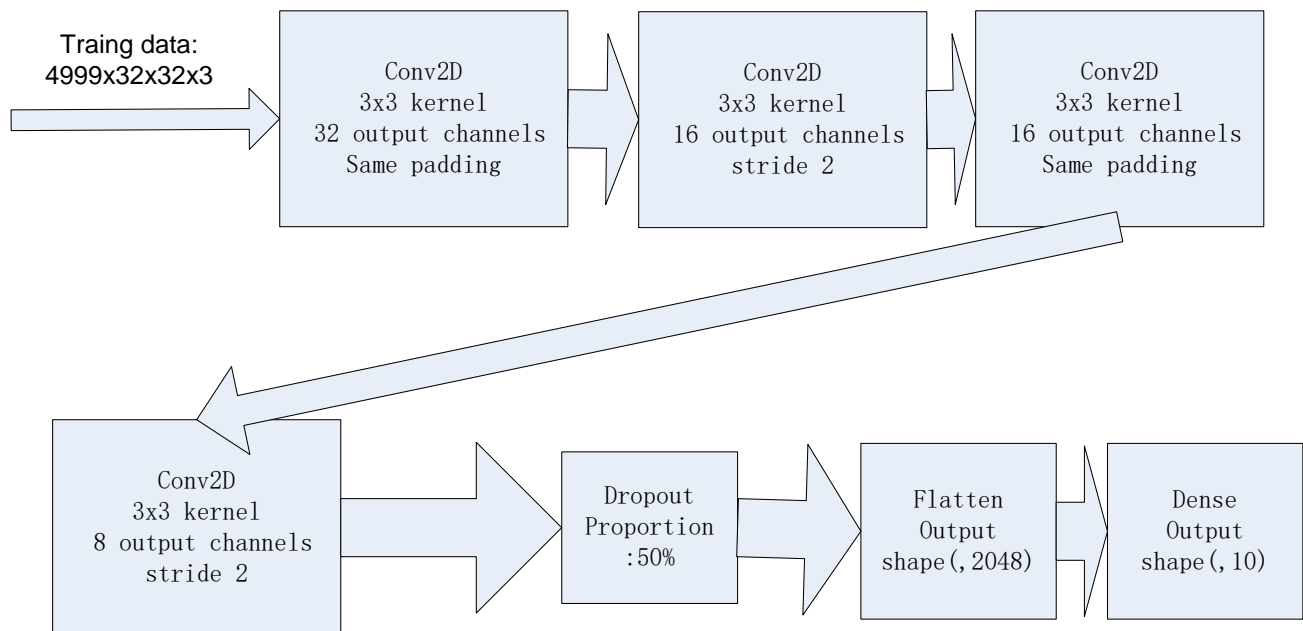 Traing data:
4999x32x32x3
Conv2D
3x3 kernel
32 output channels
Same padding
Conv2D
3x3 kernel
16 output channels
stride 2
Conv2D
3x3 kernel
16 output channels
Same padding
Conv2D
3x3 kernel
8 output channels
stride 2
Dropout
Proportion
:50%
Flatten
Output
shape(,2048)
Dense
Output
shape(,10)